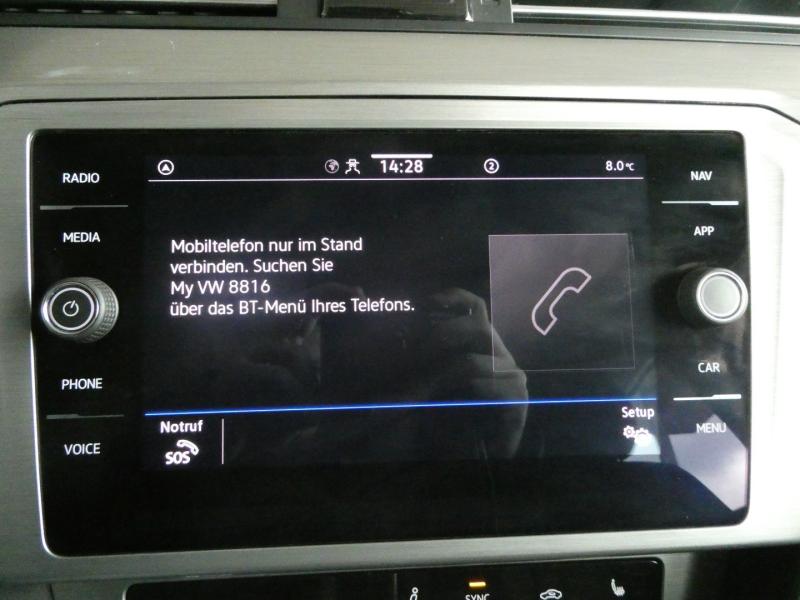 RADIO
MEDIA
PHONE
VOICE
14:28
2
8.0°C
Mobiltelefon nur im Stand
verbinden. Suchen Sie
My VW 8816
über das BT-Menü Ihres Telefons.
Notruf
SOS
Setup
NAV
APP
CAR
MENU
SYNC